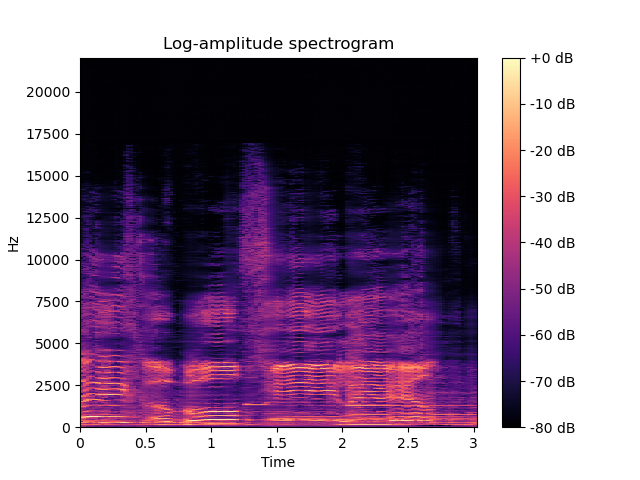 Log-amplitude spectrogram
Hz
20000
17500
15000
12500
10000
7500
5000
2500
0
0 0.5 1 1.5 2 2.5 3
Time
+0 dB
-10 dB
-20 dB
-30 dB
-40 dB
-50 dB
-60 dB
-70 dB
-80 dB